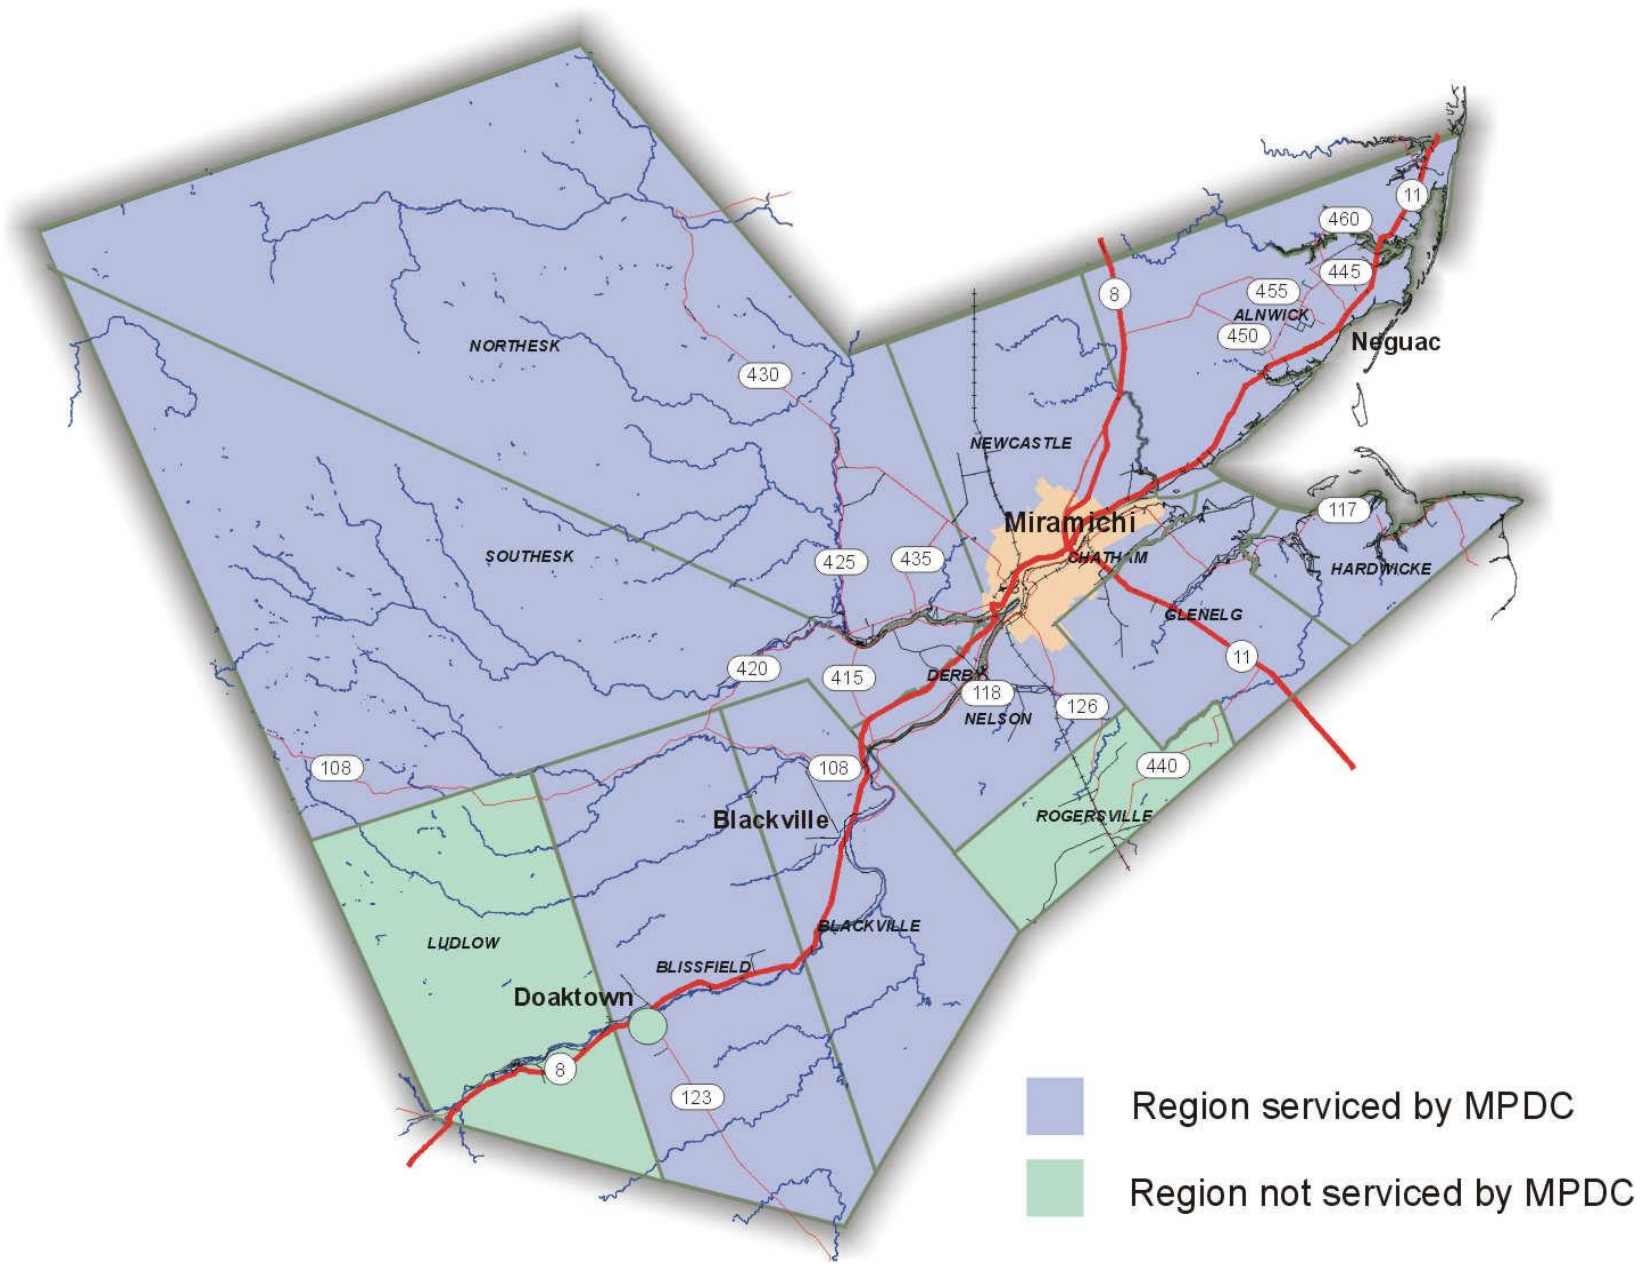 11
460
8
445
455
ALNWICK
450
Neguac
NORTHESK
430
NEWCASTLE
117
Miramichi
SOUTHESK
425
435
CHATHAM
HARDWICKE
GLENELG
11
420
415
DERBY
118
126
NELSON
108
108
440
Blackville
ROGERSVILLE
BLACKVILLE
LUDLOW
BLISSFIELD
Doaktown
8
123
Region serviced by MPDC
Region not serviced by MPDC